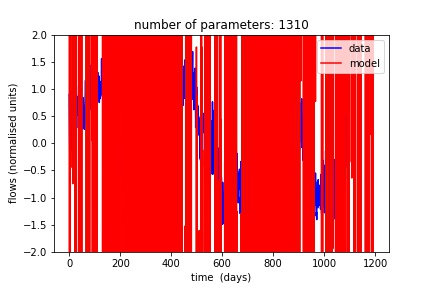 number of parameters: 1310
data
model
2.0
1.5
1.0
0.5
0.0
−0.5
−1.0
−1.5
−2.0
flows (normalised units)
0 200 400 600 800 1000 1200
time (days)